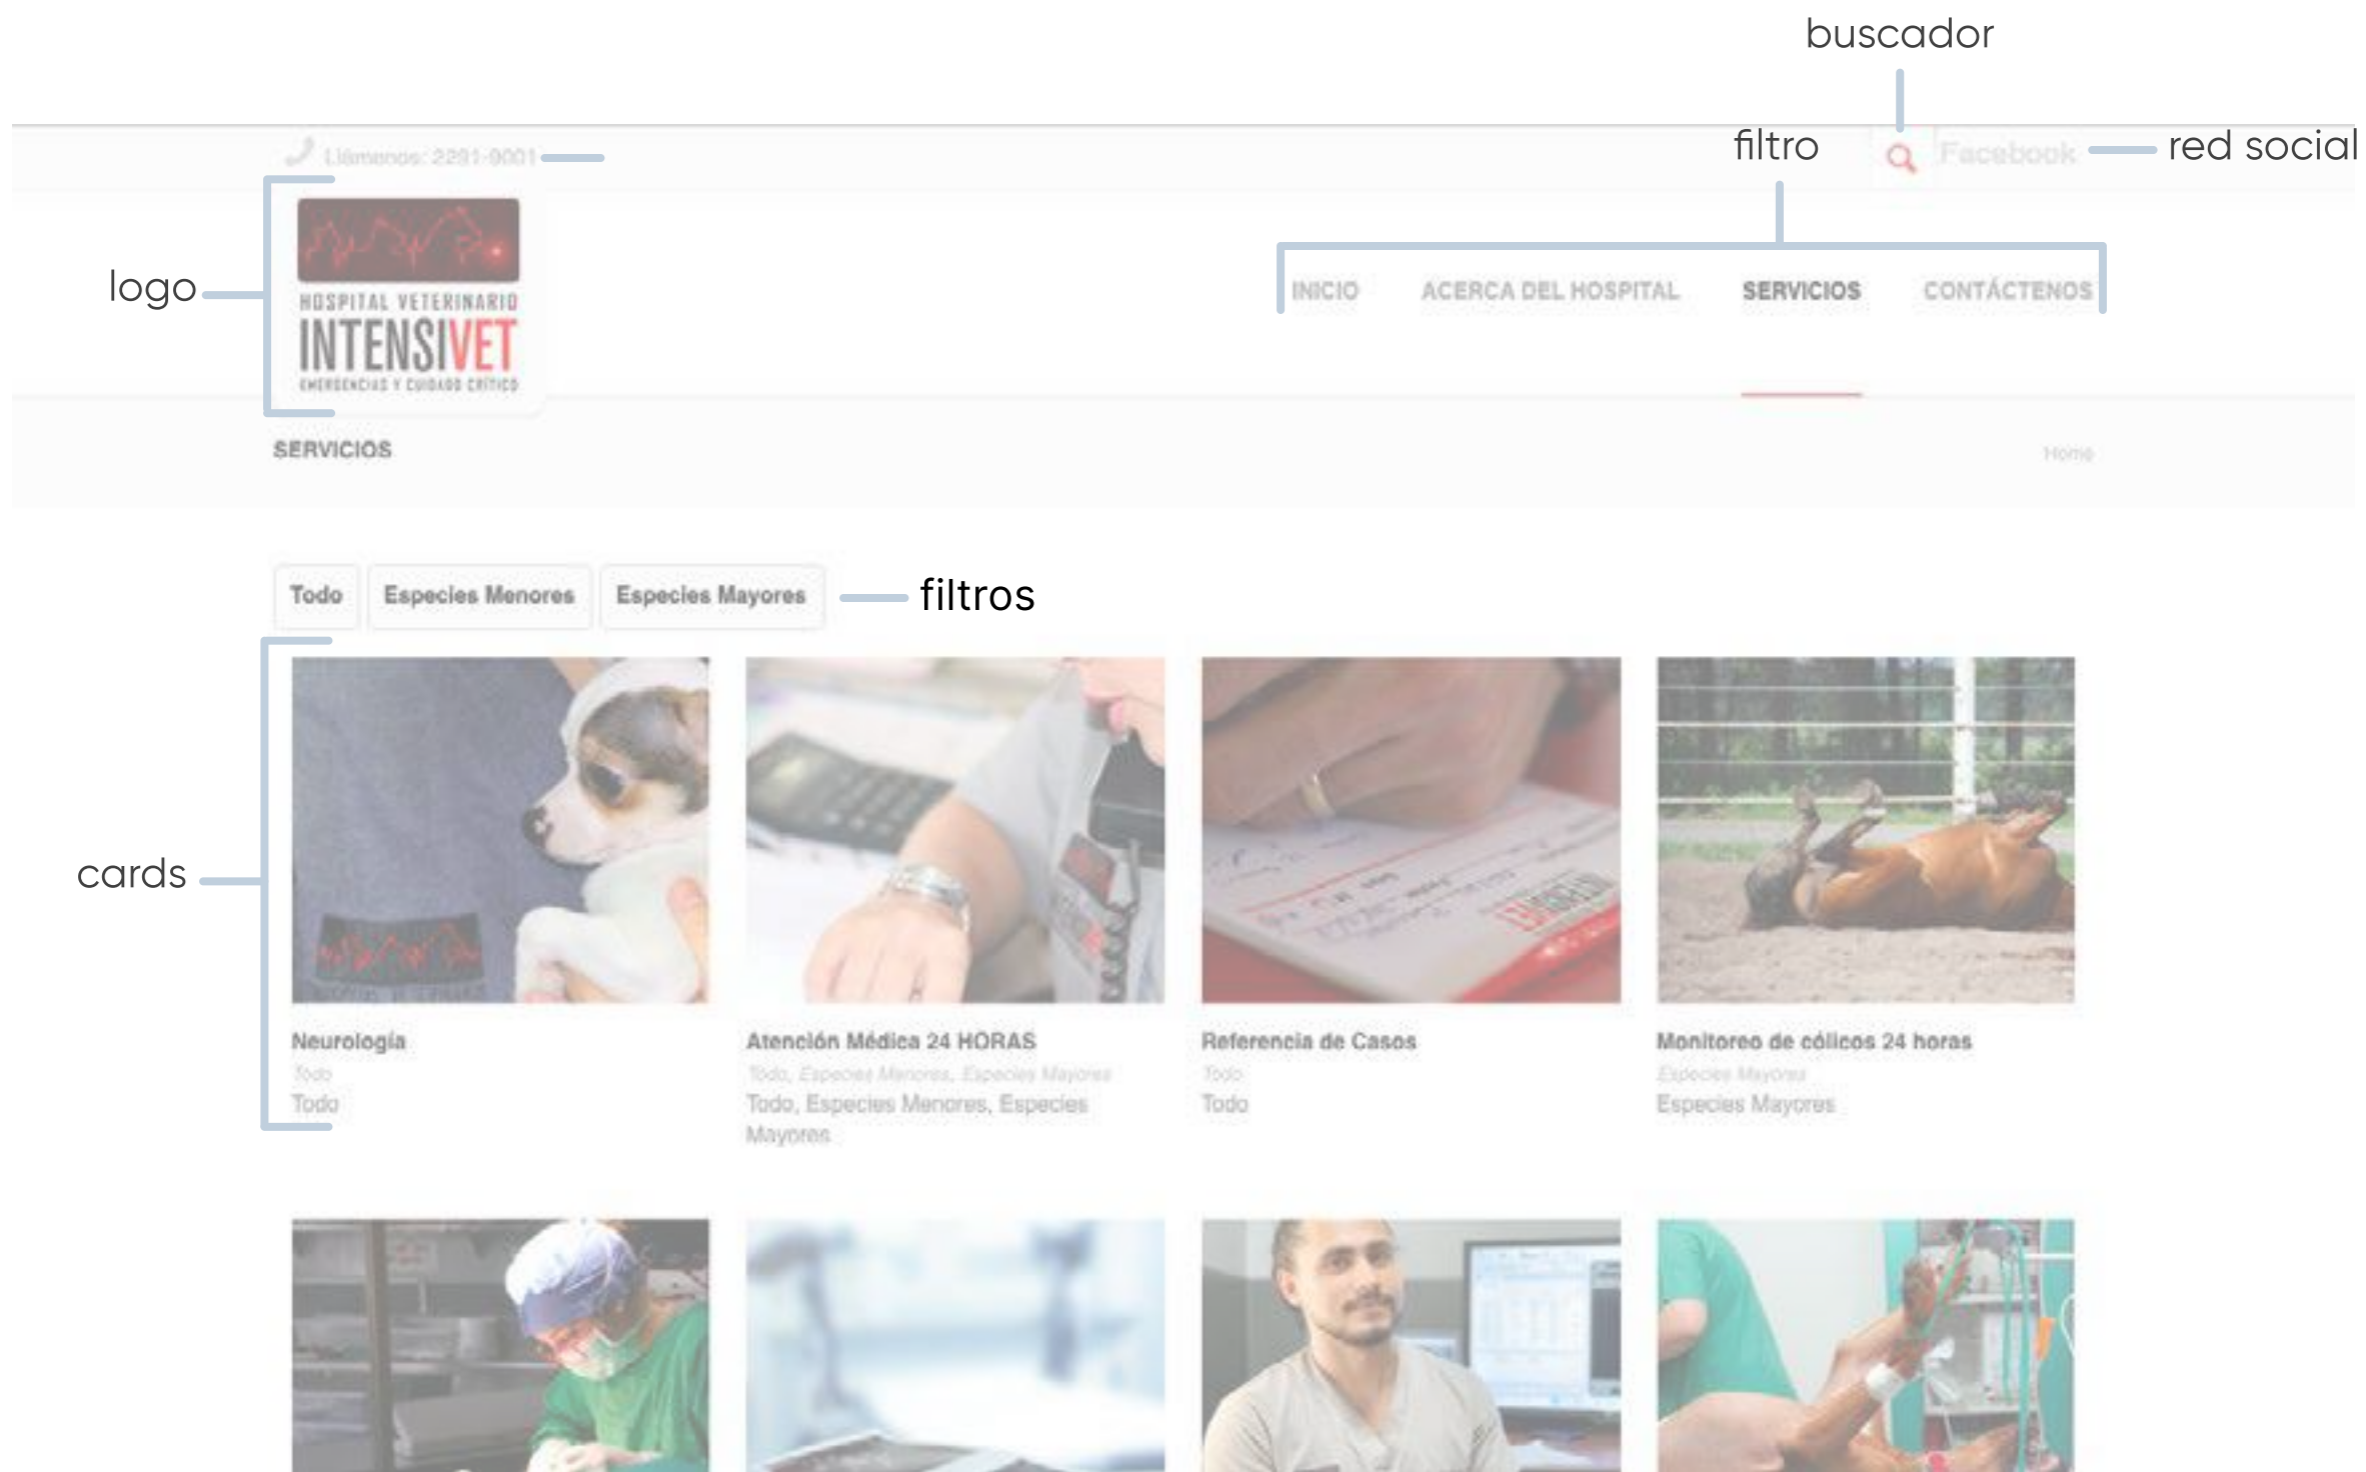 buscador
Llámenos: 2291-9001
filtro
Facebook
red social
logo
HOSPITAL VETERINARIO
INTENSIVET
EMERGENCIAS Y CUIDADO CRÍTICO
INICIO
ACERCA DEL HOSPITAL
SERVICIOS
CONTÁCTENOS
SERVICIOS
Home
Todo
Especies Menores
Especies Mayores
filtros
cards
Neurología
Todo
Todo
Atención Médica 24 HORAS
Todo, Especies Menores, Especies Mayores
Todo, Especies Menores, Especies
Mayores
Referencia de Casos
Todo
Todo
Monitoreo de cólicos 24 horas
Especies Mayores
Especies Mayores